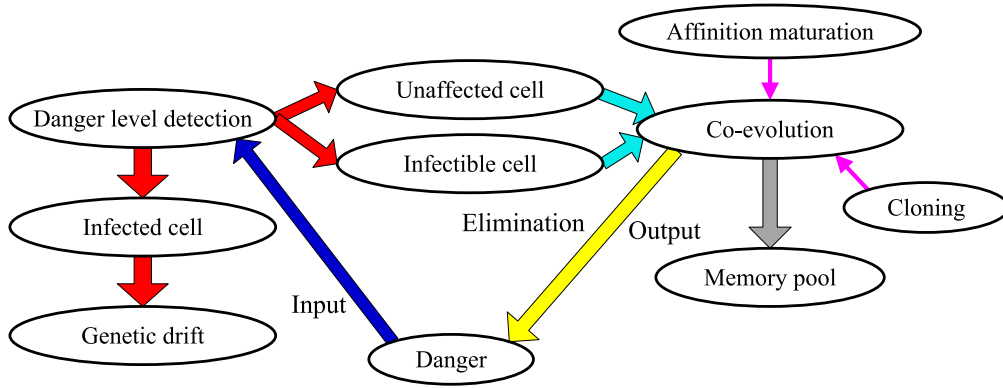 Affinition maturation
Unaffected cell
Danger level detection
Co-evolution
Infectible cell
Cloning
Infected cell
Elimination
Output
Memory pool
Input
Genetic drift
Danger